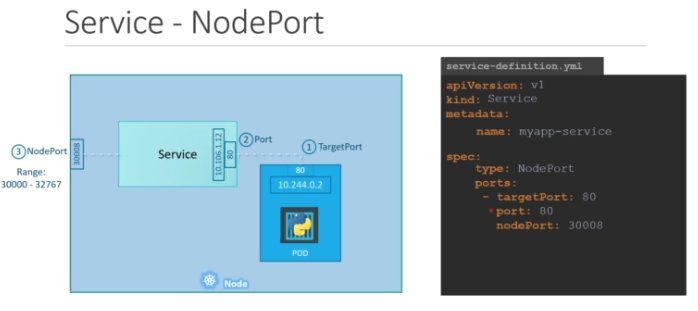 Service - NodePort
3 NodePort
Range:
30000 - 32767
30008
Service
10.106.1.12
80
2 Port
1 TargetPort
80
10.244.0.2
POD
Node
service-definition.yml
apiVersion: v1
kind: Service
metadata:
name: myapp-service
spec:
type: NodePort
ports:
- targetPort: 80
*port: 80
nodePort: 30008